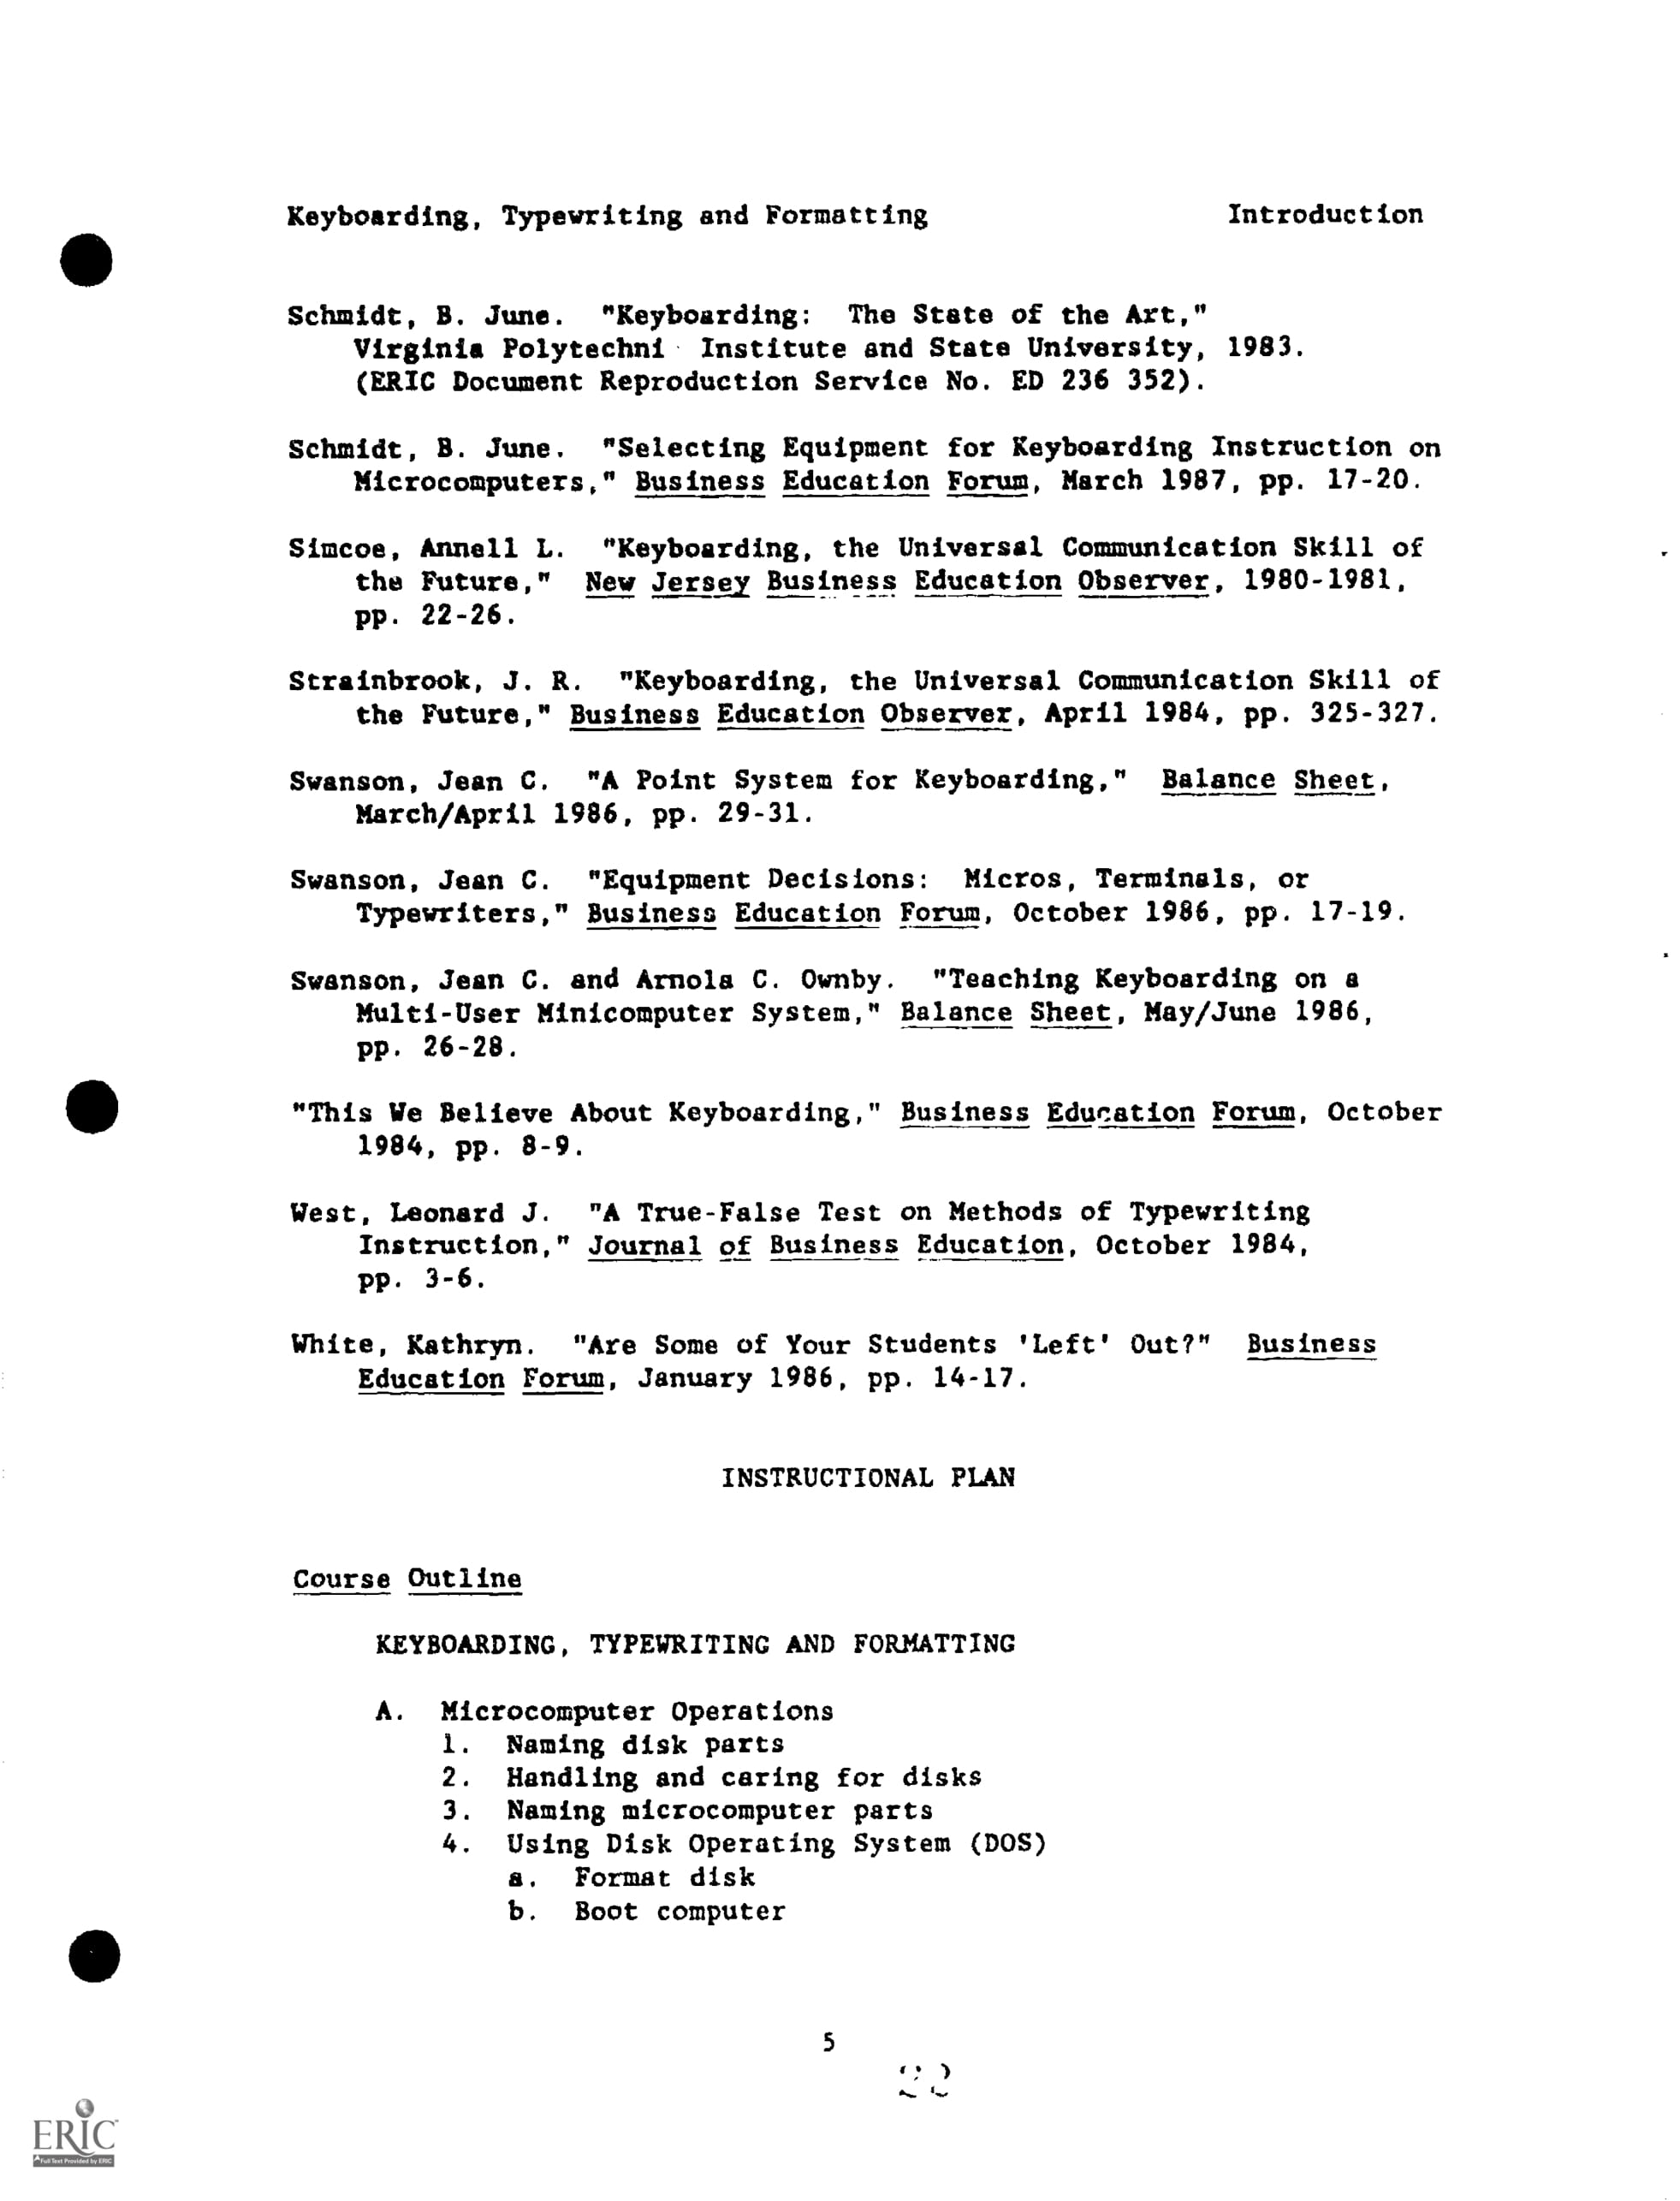 Keyboarding, Typewriting and Formatting Introduction
Schmidt, B. June. "Keyboarding: The State of the Art,"
Virginia Polytechni Institute and State University, 1983.
(ERIC Document Reproduction Service No. ED 236 352).
Schmidt, B. June. "Selecting Equipment for Keyboarding Instruction on
Microcomputers," Business Education Forum, March 1987, pp. 17-20.
Simcoe, Annell L. "Keyboarding, the Universal Communication Skill of
the Future," New Jersey Business Education Observer, 1980-1981,
pp. 22-26.
Strainbrook, J. R. "Keyboarding, the Universal Communication Skill of
the Future," Business Education Observer, April 1984, pp. 325-327.
Swanson, Jean C. "A Point System for Keyboarding," Balance Sheet,
March/April 1986, pp. 29-31.
Swanson, Jean C. "Equipment Decisions: Micros, Terminals, or
Typewriters," Business Education Forum, October 1986, pp. 17-19.
Swanson, Jean C. and Arnola C. Ownby. "Teaching Keyboarding on a
Multi-User Minicomputer System," Balance Sheet, May/June 1986,
pp. 26-28.
"This We Believe About Keyboarding," Business Education Forum, October
1984, pp. 8-9.
West, Leonard J. "A True-False Test on Methods of Typewriting
Instruction," Journal of Business Education, October 1984,
pp. 3-6.
White, Kathryn. "Are Some of Your Students 'Left' Out?" Business
Education Forum, January 1986, pp. 14-17.
INSTRUCTIONAL PLAN
Course Outline
KEYBOARDING, TYPEWRITING AND FORMATTING
A. Microcomputer Operations
1. Naming disk parts
2. Handling and caring for disks
3. Naming microcomputer parts
4. Using Disk Operating System (DOS)
a. Format disk
b. Boot computer
5
ERIC
Full Text Provided by ERIC